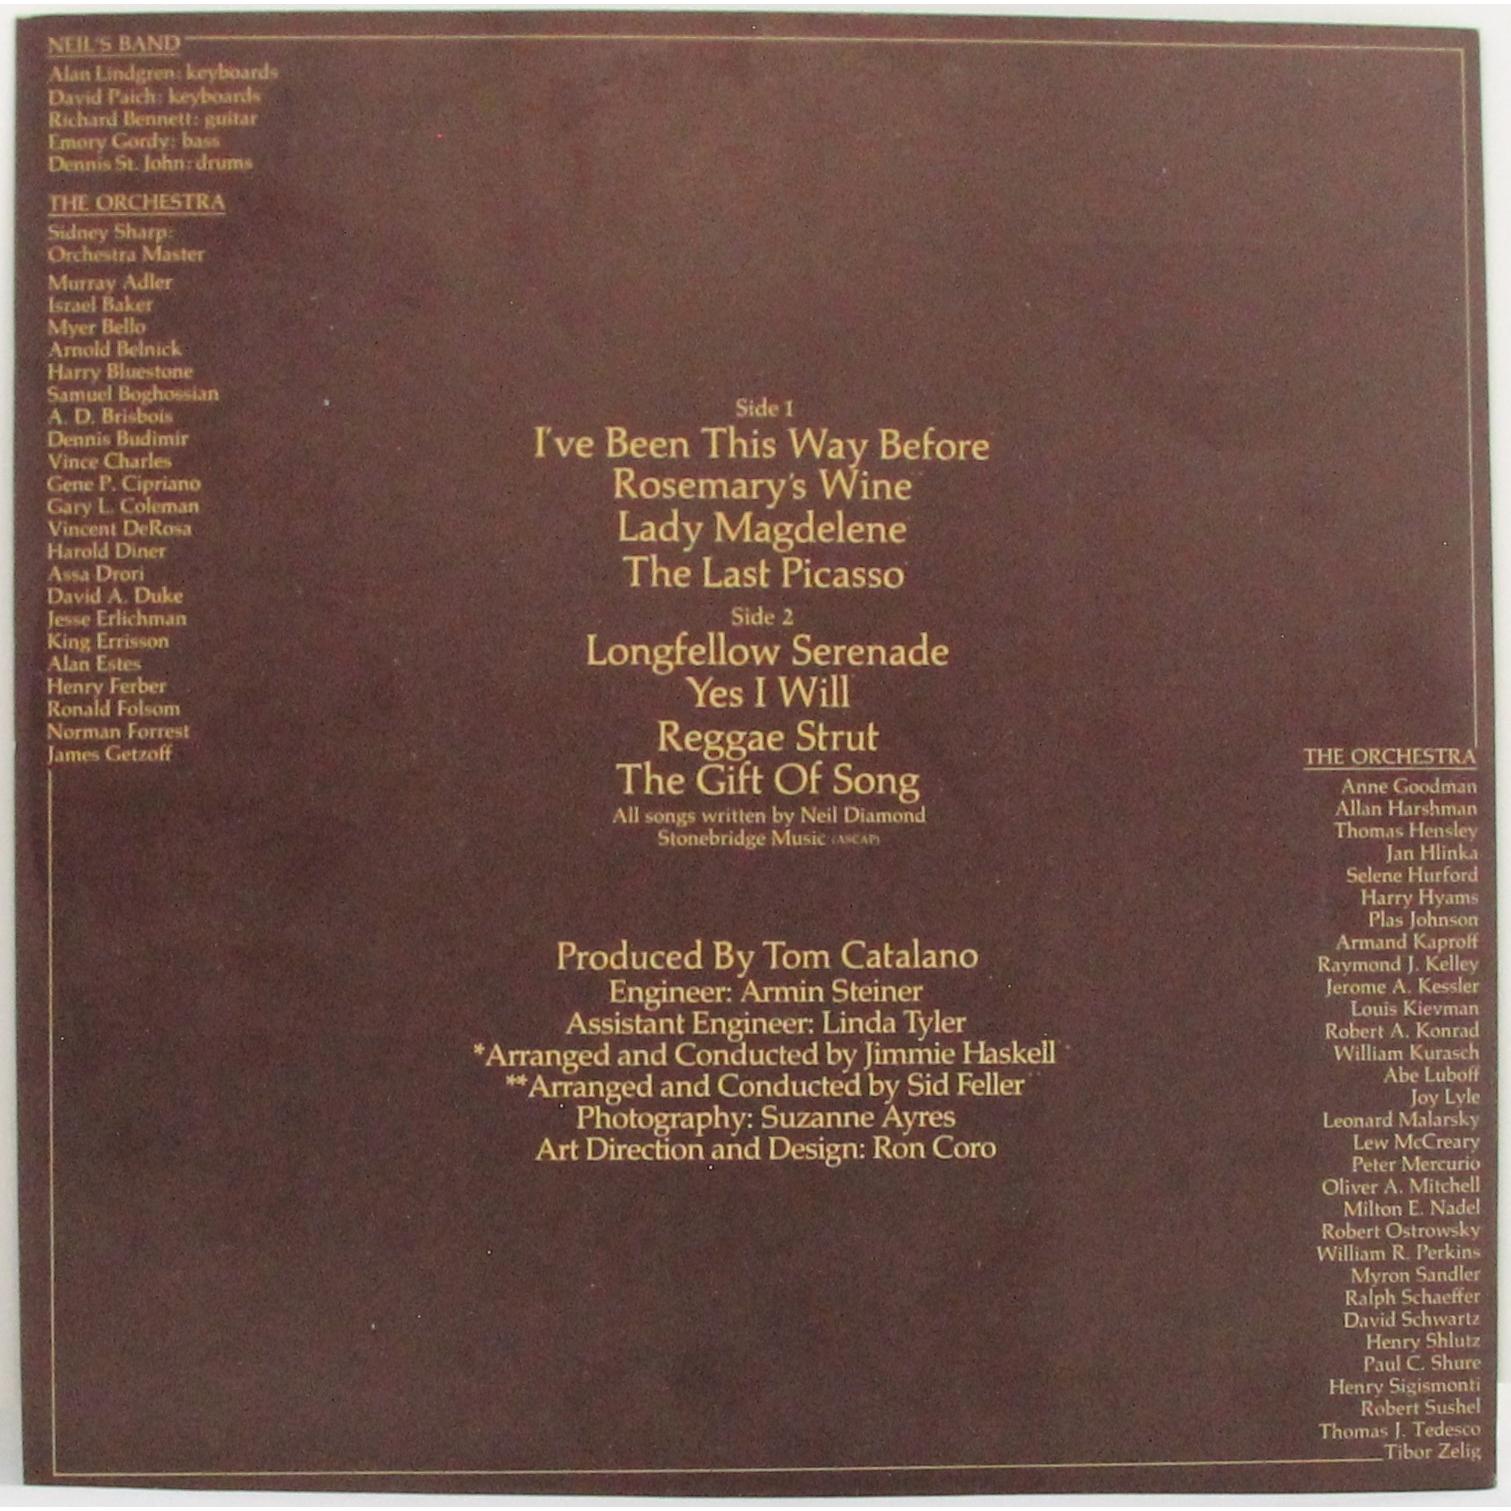 NEIL'S BAND
Alan Lindgren: keyboards
David Paich: keyboards
Richard Bennett: guitar
Emory Gordy: bass
Dennis St. John: drums
THE ORCHESTRA
Sidney Sharp:
Orchestra Master
Murray Adler
Israel Baker
Myer Bello
Arnold Belnick
Harry Bluestone
Samuel Boghossian
A. D. Brisbois
Dennis Budimir
Vince Charles
Gene P. Cipriano
Gary L. Coleman
Vincent DeRosa
Harold Diner
Assa Drori
David A. Duke
Jesse Erlichman
King Errisson
Alan Estes
Henry Ferber
Ronald Folsom
Norman Forrest
James Getzoff
Side 1
I've Been This Way Before
Rosemary's Wine
Lady Magdelene
The Last Picasso
Side 2
Longfellow Serenade
Yes I Will
Reggae Strut
The Gift Of Song
All songs written by Neil Diamond
Stonebridge Music (ASCAP)
Produced By Tom Catalano
Engineer: Armin Steiner
Assistant Engineer: Linda Tyler
*Arranged and Conducted by Jimmie Haskell
**Arranged and Conducted by Sid Feller
Photography: Suzanne Ayres
Art Direction and Design: Ron Coro
THE ORCHESTRA
Anne Goodman
Allan Harshman
Thomas Hensley
Jan Hlinka
Selene Hurford
Harry Hyams
Plas Johnson
Armand Kaproff
Raymond J. Kelley
Jerome A. Kessler
Louis Kievman
Robert A. Konrad
William Kurasch
Abe Luboff
Joy Lyle
Leonard Malarsky
Lew McCreary
Peter Mercurio
Oliver A. Mitchell
Milton E. Nadel
Robert Ostrowsky
William R. Perkins
Myron Sandler
Ralph Schaeffer
David Schwartz
Henry Shlutz
Paul C. Shure
Henry Sigismonti
Robert Sushel
Thomas J. Tedesco
Tibor Zelig